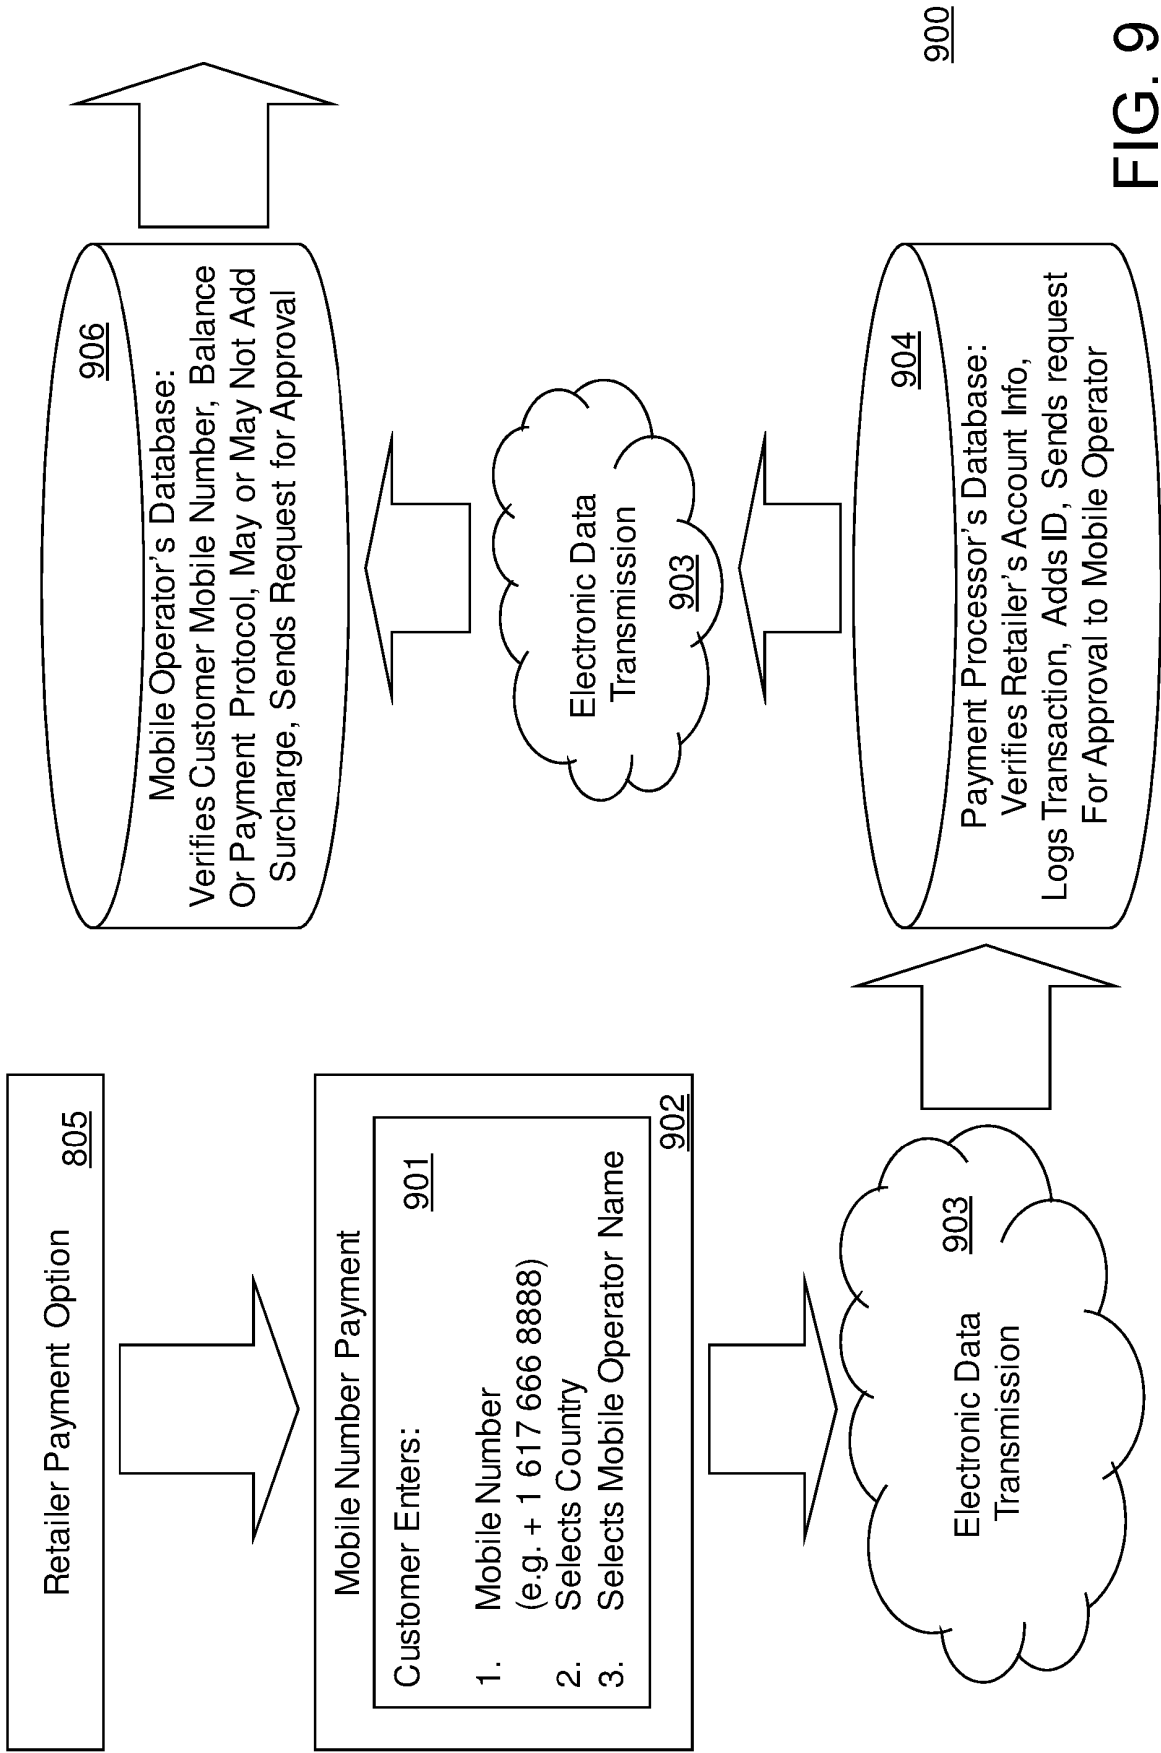 Retailer Payment Option
805
Mobile Number Payment
Customer Enters:
901
1. Mobile Number
(e.g. + 1 617 666 8888)
2. Selects Country
3. Selects Mobile Operator Name
902
Electronic Data
Transmission
903
904
Payment Processor's Database:
Verifies Retailer's Account Info,
Logs Transaction, Adds ID, Sends request
For Approval to Mobile Operator
Electronic Data
Transmission
903
906
Mobile Operator's Database:
Verifies Customer Mobile Number, Balance
Or Payment Protocol, May or May Not Add
Surcharge, Sends Request for Approval
900
FIG. 9